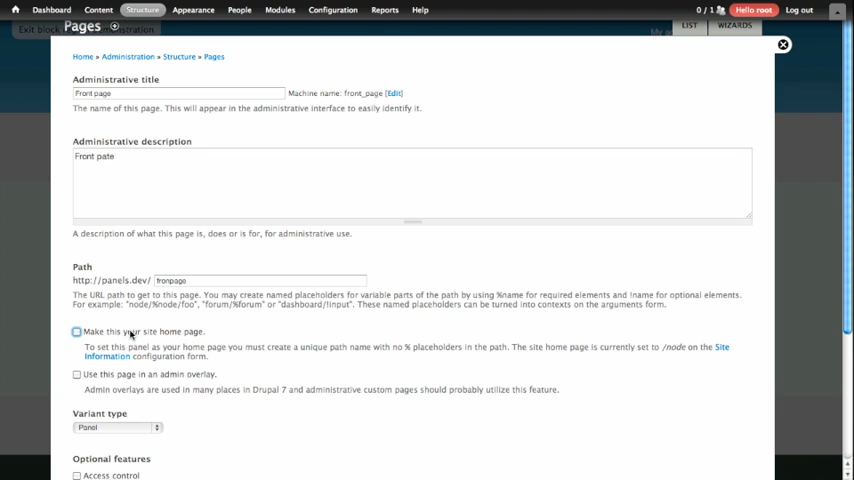 Dashboard Content Structure Appearance People Modules Configuration Reports Help 0 / 1 Hello root Log out
Exit block administration
Pages
LIST WIZARDS
Home » Administration » Structure » Pages
Administrative title
Front page Machine name: front_page [Edit]
The name of this page. This will appear in the administrative interface to easily identify it.
Administrative description
Front pate
A description of what this page is, does or is for, for administrative use.
Path
http://panels.dev/ fronpage
The URL path to get to this page. You may create named placeholders for variable parts of the path by using %name for required elements and !name for optional elements.
For example: "node/%node/foo", "forum/%forum" or "dashboard/!input". These named placeholders can be turned into contexts on the arguments form.
Make this your site home page.
To set this panel as your home page you must create a unique path name with no % placeholders in the path. The site home page is currently set to /node on the Site
Information configuration form.
Use this page in an admin overlay.
Admin overlays are used in many places in Drupal 7 and administrative custom pages should probably utilize this feature.
Variant type
Panel
Optional features
Access control